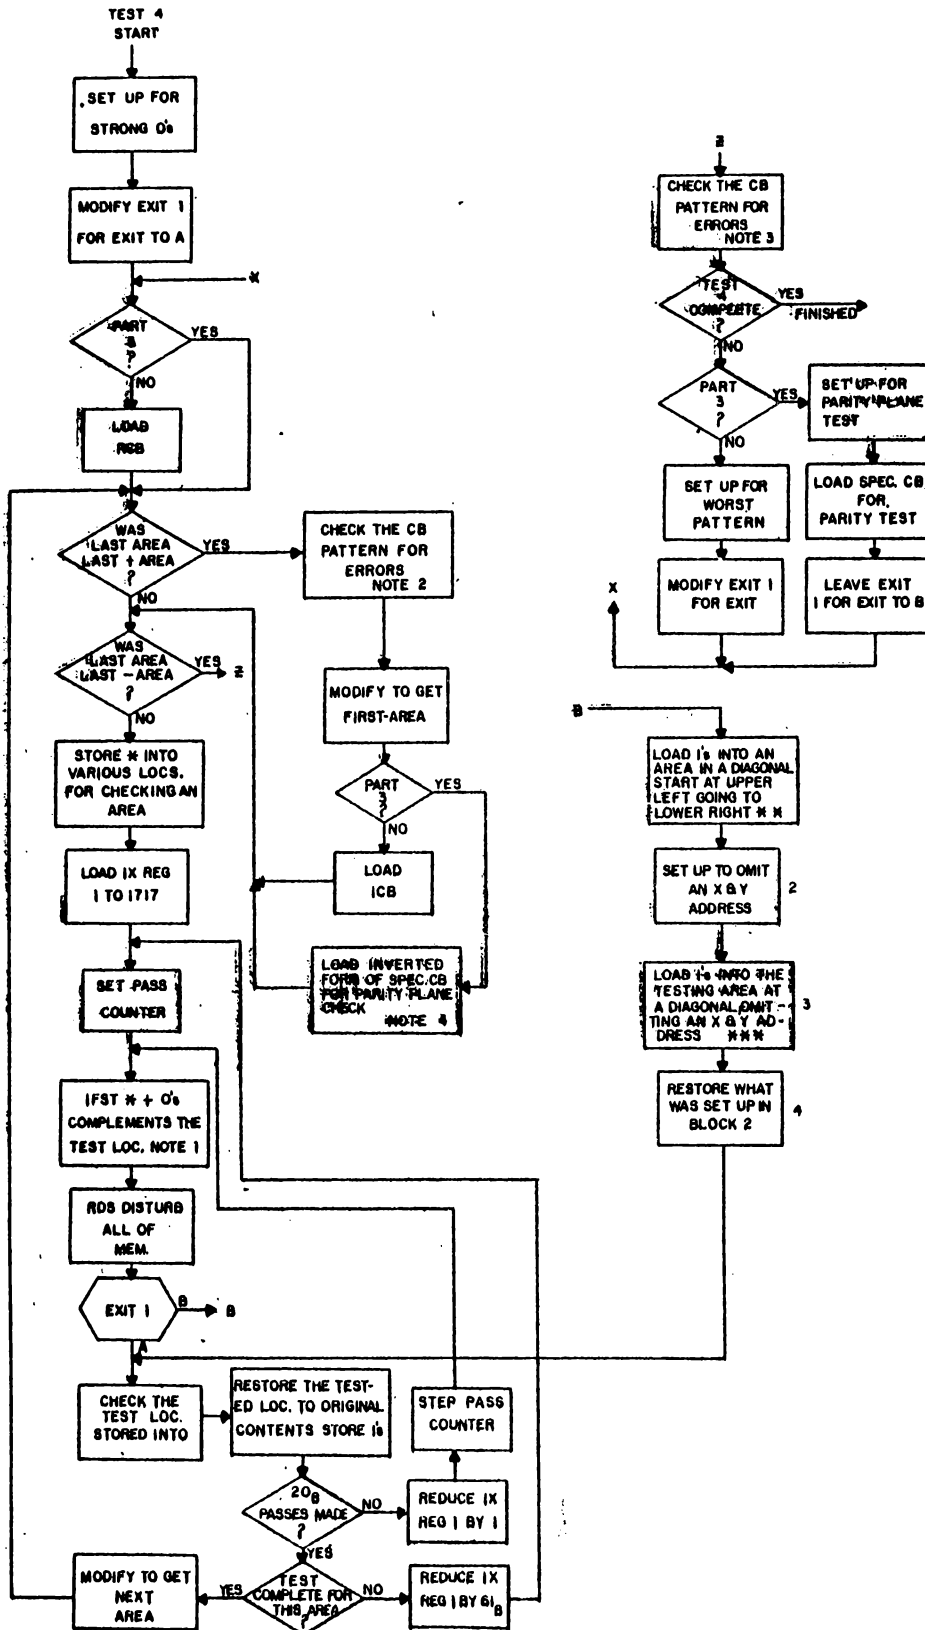 TEST 4
START
SET UP FOR
STRONG 0's
MODIFY EXIT 1
FOR EXIT TO A
X
PART
3
?
YES
NO
LOAD
RCB
WAS
LAST AREA
LAST + AREA
?
YES
NO
CHECK THE CB
PATTERN FOR
ERRORS
NOTE 2
WAS
LAST AREA
LAST - AREA
?
YES
Z
NO
MODIFY TO GET
FIRST-AREA
STORE * INTO
VARIOUS LOCS.
FOR CHECKING AN
AREA
PART
3
?
YES
NO
LOAD
ICB
LOAD IX REG
1 TO 1717
LOAD INVERTED
FORM OF SPEC. CB
FOR PARITY PLANE
CHECK
NOTE 4
SET PASS
COUNTER
IFST * + 0's
COMPLEMENTS THE
TEST LOC. NOTE 1
RDS DISTURB
ALL OF
MEM.
EXIT 1
B
B
A
CHECK THE
TEST LOC.
STORED INTO
RESTORE THE TEST-
ED LOC. TO ORIGINAL
CONTENTS STORE 1's
STEP PASS
COUNTER
20 8
PASSES MADE
?
NO
YES
REDUCE IX
REG 1 BY 1
TEST
COMPLETE FOR
THIS AREA
?
YES
NO
REDUCE IX
REG 1 BY 61 8
MODIFY TO GET
NEXT
AREA
Z
CHECK THE CB
PATTERN FOR
ERRORS
NOTE 3
TEST
4
COMPLETE
?
YES
FINISHED
NO
PART
3
?
YES
NO
SET UP FOR
PARITY PLANE
TEST
SET UP FOR
WORST
PATTERN
LOAD SPEC. CB
FOR
PARITY TEST
MODIFY EXIT 1
FOR EXIT
LEAVE EXIT
1 FOR EXIT TO B
X
B
LOAD 1's INTO AN
AREA IN A DIAGONAL
START AT UPPER
LEFT GOING TO
LOWER RIGHT * *
SET UP TO OMIT
AN X & Y
ADDRESS
2
LOAD 1's INTO THE
TESTING AREA AT
A DIAGONAL, OMIT-
TING AN X & Y AD-
DRESS * * *
3
RESTORE WHAT
WAS SET UP IN
BLOCK 2
4